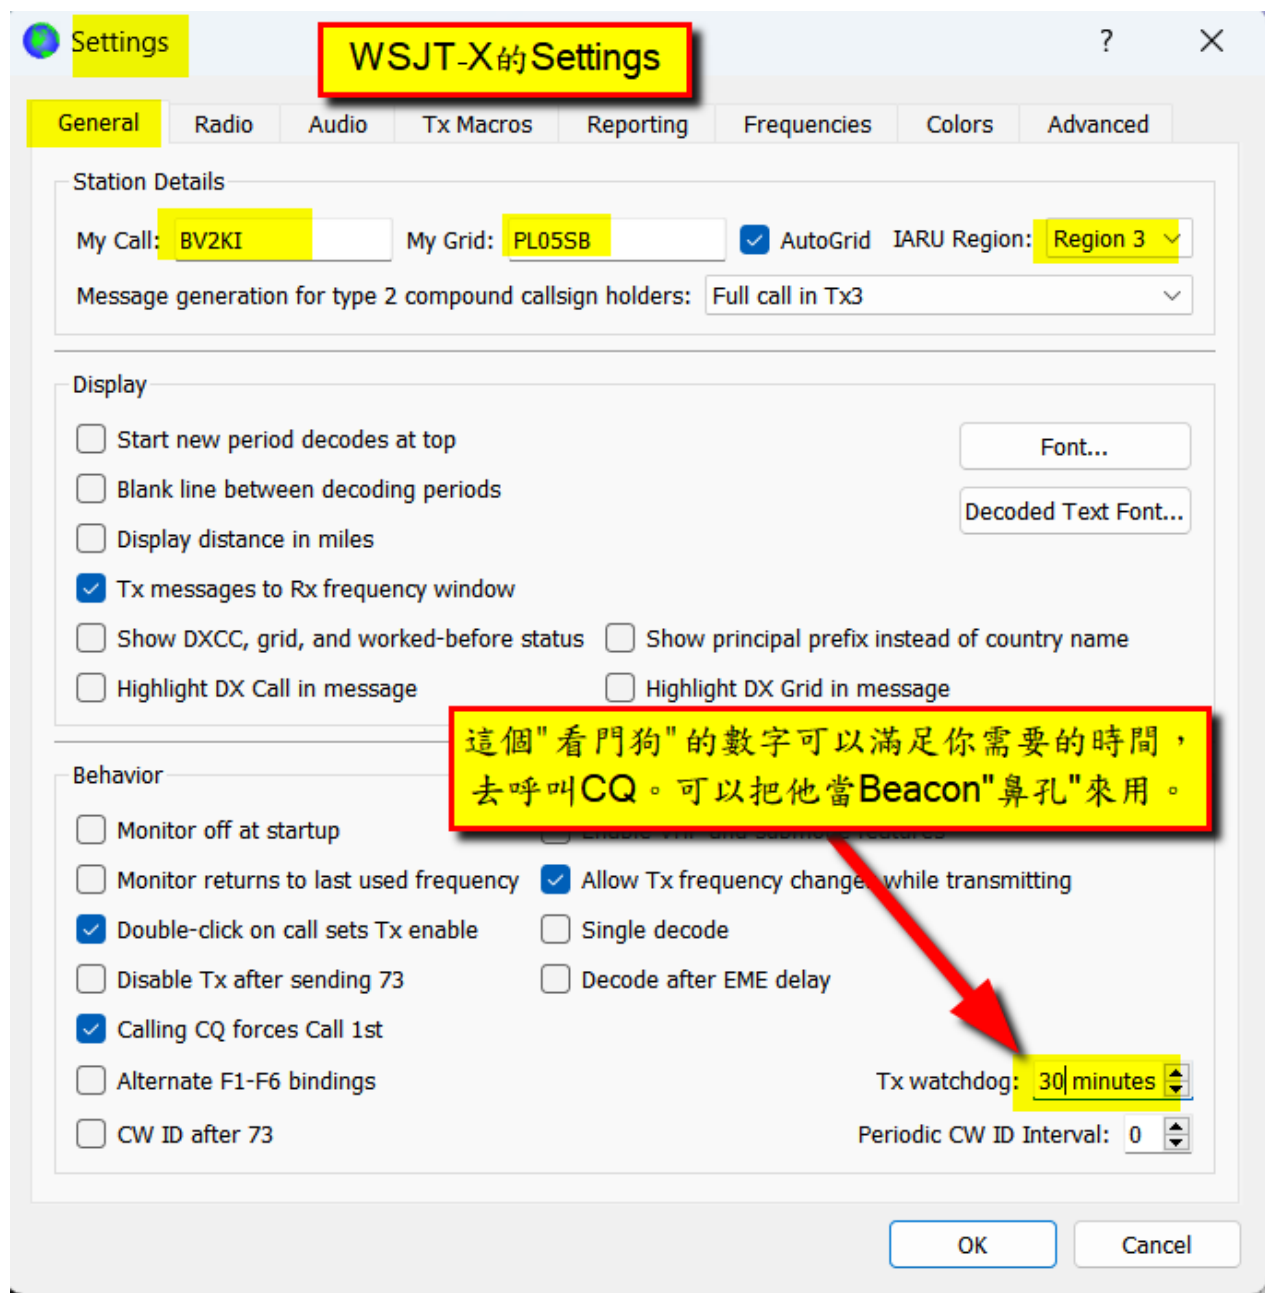 Settings
WSJT-X的Settings
?
General Radio Audio Tx Macros Reporting Frequencies Colors Advanced
Station Details
My Call: BV2KI My Grid: PL05SB AutoGrid IARU Region: Region 3
Message generation for type 2 compound callsign holders: Full call in Tx3
Display
Start new period decodes at top
Font...
Blank line between decoding periods
Decoded Text Font...
Display distance in miles
Tx messages to Rx frequency window
Show DXCC, grid, and worked-before status Show principal prefix instead of country name
Highlight DX Call in message Highlight DX Grid in message
這個"看門狗"的數字可以滿足你需要的時間，
去呼叫CQ。可以把他當Beacon"鼻孔"來用。
Behavior
Monitor off at startup
Monitor returns to last used frequency Allow Tx frequency changes while transmitting
Double-click on call sets Tx enable Single decode
Disable Tx after sending 73 Decode after EME delay
Calling CQ forces Call 1st
Alternate F1-F6 bindings Tx watchdog: 30 minutes
CW ID after 73 Periodic CW ID Interval: 0
OK Cancel